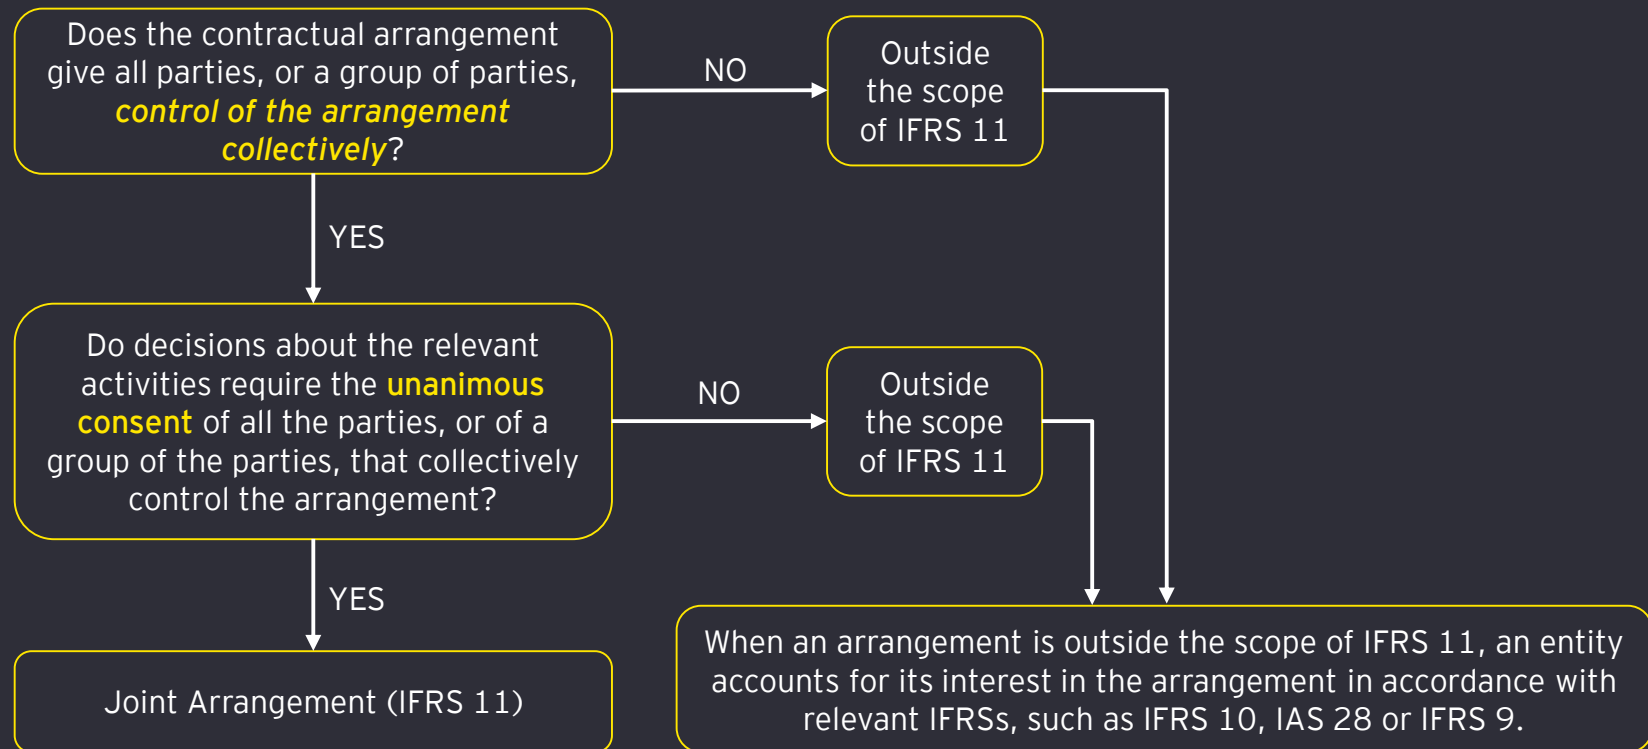 Does the contractual arrangement
give all parties, or a group of parties,
control of the arrangement
collectively?
NO
Outside
the scope
of IFRS 11
YES
Do decisions about the relevant
activities require the unanimous
consent of all the parties, or of a
group of the parties, that collectively
control the arrangement?
NO
Outside
the scope
of IFRS 11
YES
Joint Arrangement (IFRS 11)
When an arrangement is outside the scope of IFRS 11, an entity
accounts for its interest in the arrangement in accordance with
relevant IFRSs, such as IFRS 10, IAS 28 or IFRS 9.